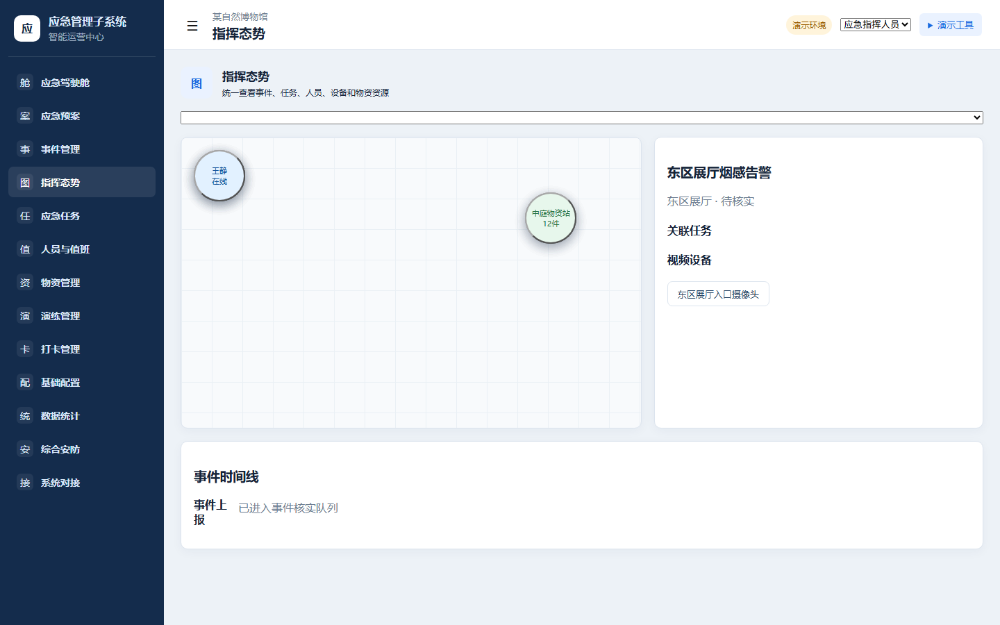 应
应急管理子系统
智能运营中心
舱 应急驾驶舱
案 应急预案
事 事件管理
图 指挥态势
任 应急任务
值 人员与值班
资 物资管理
演 演练管理
卡 打卡管理
配 基础配置
统 数据统计
安 综合安防
接 系统对接
☰
某自然博物馆
指挥态势
演示环境
应急指挥人员
▶ 演示工具
图
指挥态势
统一查看事件、任务、人员、设备和物资资源
王静
在线
中庭物资站
12件
东区展厅烟感告警
东区展厅 · 待核实
关联任务
视频设备
东区展厅入口摄像头
事件时间线
事件上
报
已进入事件核实队列